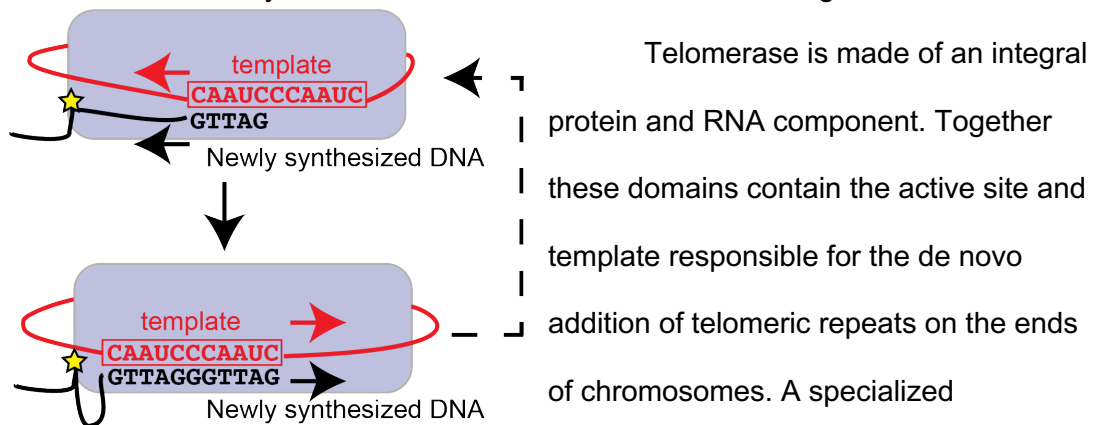 template
CAAUCCCAAUC
GTTAG
Newly synthesized DNA
template
CAAUCCCAAUC
GTTAGGGTTAG
Newly synthesized DNA
Telomerase is made of an integral
protein and RNA component. Together
these domains contain the active site and
template responsible for the de novo
addition of telomeric repeats on the ends
of chromosomes. A specialized